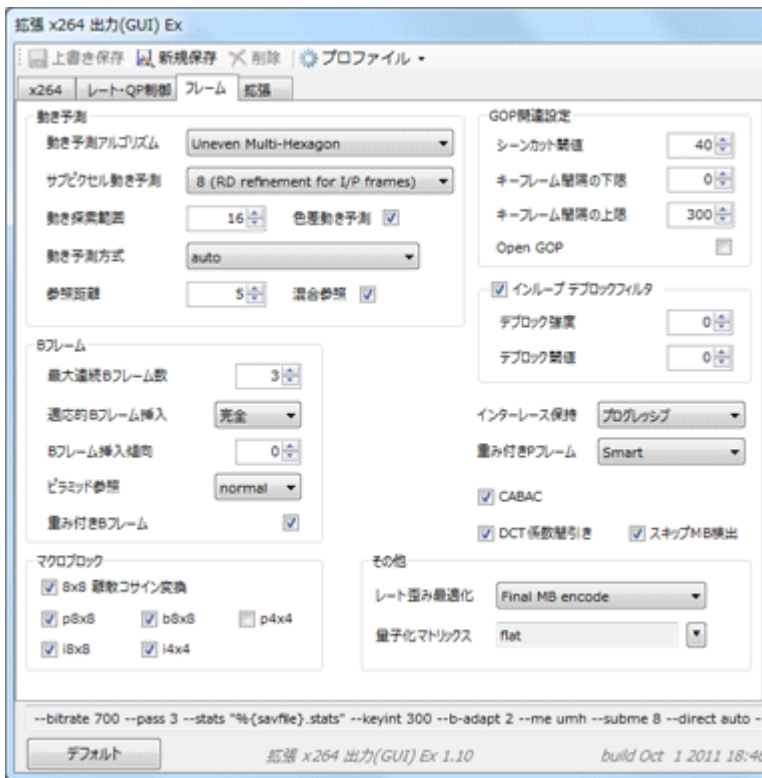 拡張 x264 出力(GUI) Ex
上書き保存 新規保存 削除 プロファイル
x264 レート・QP制御 フレーム 拡張
動き予測
動き予測アルゴリズム Uneven Multi-Hexagon
サブピクセル動き予測 8 (RD refinement for I/P frames)
動き探索範囲 16 色差動き予測
動き予測方式 auto
参照距離 5 混合参照
GOP関連設定
シーンカット閾値 40
キーフレーム間隔の下限 0
キーフレーム間隔の上限 300
Open GOP
インループ デブロックフィルタ
デブロック強度 0
デブロック閾値 0
Bフレーム
最大連続Bフレーム数 3
適応的Bフレーム挿入 完全
Bフレーム挿入傾向 0
ピラミッド参照 normal
重み付きBフレーム
インターレース保持 プログレッシブ
重み付きPフレーム Smart
CABAC
DCT係数間引き スキップMB検出
マクロブロック
8x8 離散コサイン変換
p8x8 b8x8 p4x4
i8x8 i4x4
その他
レート歪み最適化 Final MB encode
量子化マトリックス flat
--bitrate 700 --pass 3 --stats "%{savfile}.stats" --keyint 300 --b-adapt 2 --me umh --subme 8 --direct auto --
デフォルト 拡張 x264 出力(GUI) Ex 1.10 build Oct 1 2011 18:46